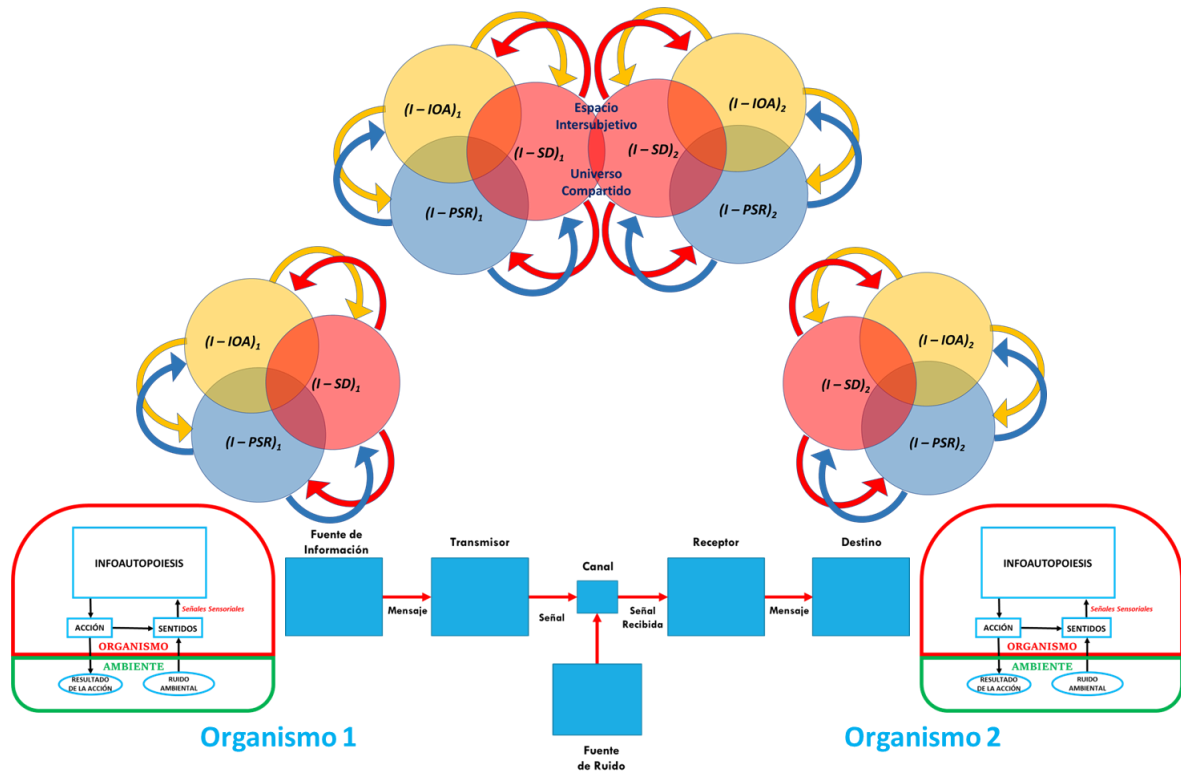 (I – IOA)1
(I – IOA)2
Espacio
Intersubjetivo
(I – SD)1
(I – SD)2
Universo
Compartido
(I – PSR)1
(I – PSR)2
(I – IOA)1
(I – SD)1
(I – PSR)1
(I – IOA)2
(I – SD)2
(I – PSR)2
INFOAUTOPOIESIS
Señales Sensoriales
ACCIÓN
SENTIDOS
ORGANISMO
AMBIENTE
RESULTADO
DE LA ACCIÓN
RUIDO
AMBIENTAL
Organismo 1
Fuente de
Información
Mensaje
Transmisor
Señal
Canal
Señal
Recibida
Receptor
Mensaje
Destino
Fuente
de Ruido
INFOAUTOPOIESIS
Señales Sensoriales
ACCIÓN
SENTIDOS
ORGANISMO
AMBIENTE
RESULTADO
DE LA ACCIÓN
RUIDO
AMBIENTAL
Organismo 2